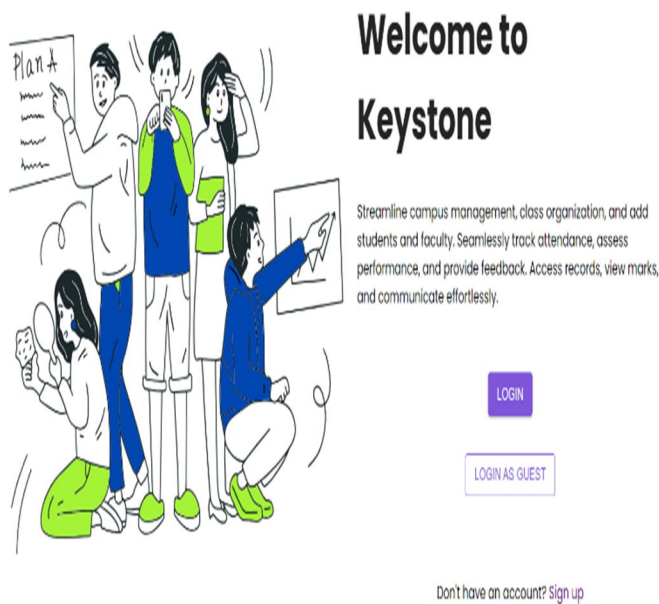 Plan A
Welcome to
Keystone
Streamline campus management, class organization, and add
students and faculty. Seamlessly track attendance, assess
performance, and provide feedback. Access records, view marks,
and communicate effortlessly.
LOGIN
LOGIN AS GUEST
Don't have an account? Sign up